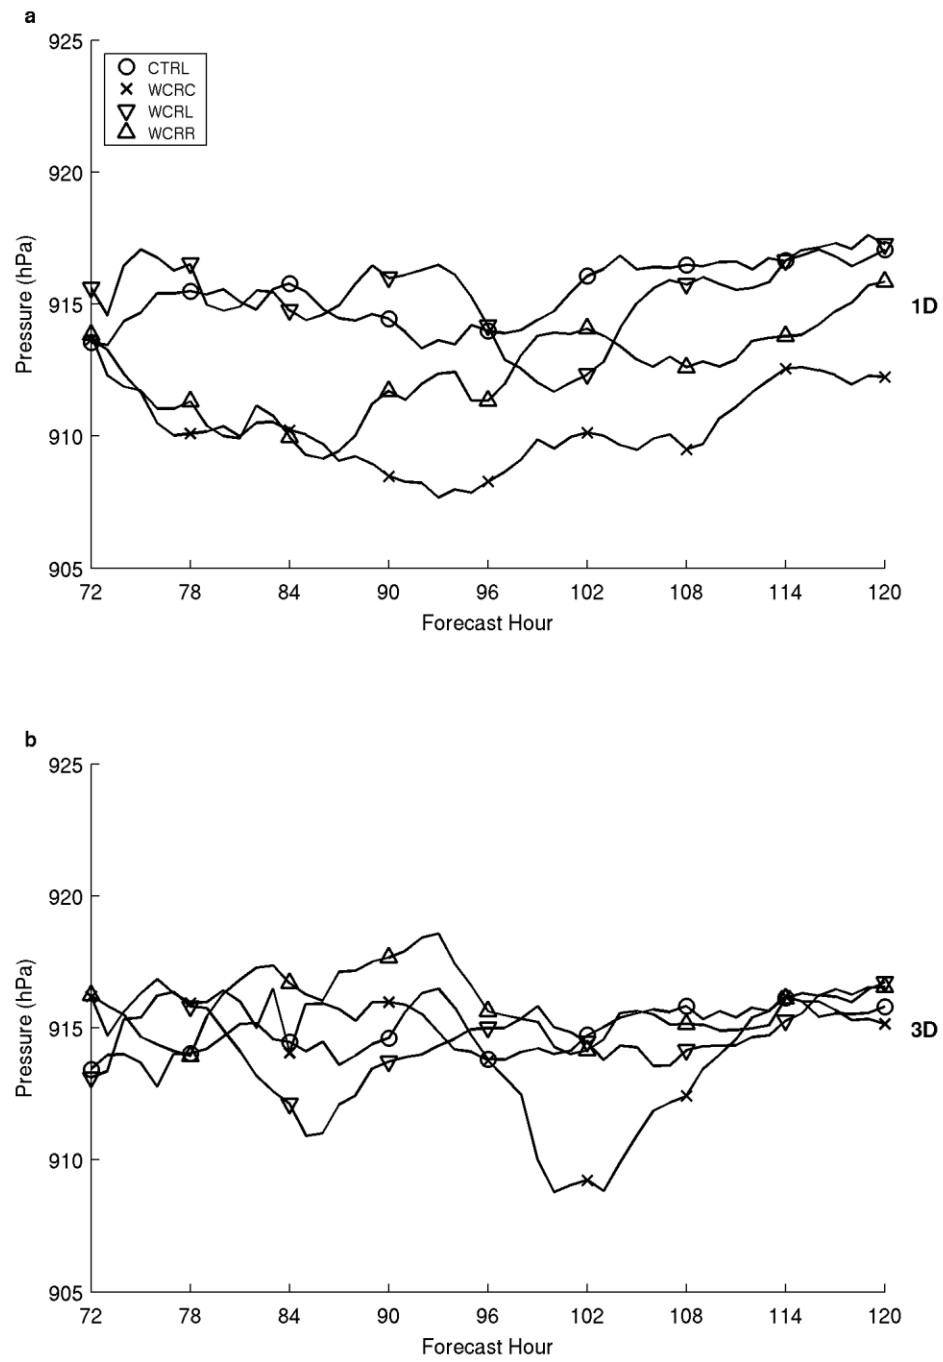 a
925
CTRL
WCRC
WCRL
WCRR
920
915
910
905
Pressure (hPa)
1D
72 78 84 90 96 102 108 114 120
Forecast Hour
b
925
920
915
910
905
Pressure (hPa)
3D
72 78 84 90 96 102 108 114 120
Forecast Hour